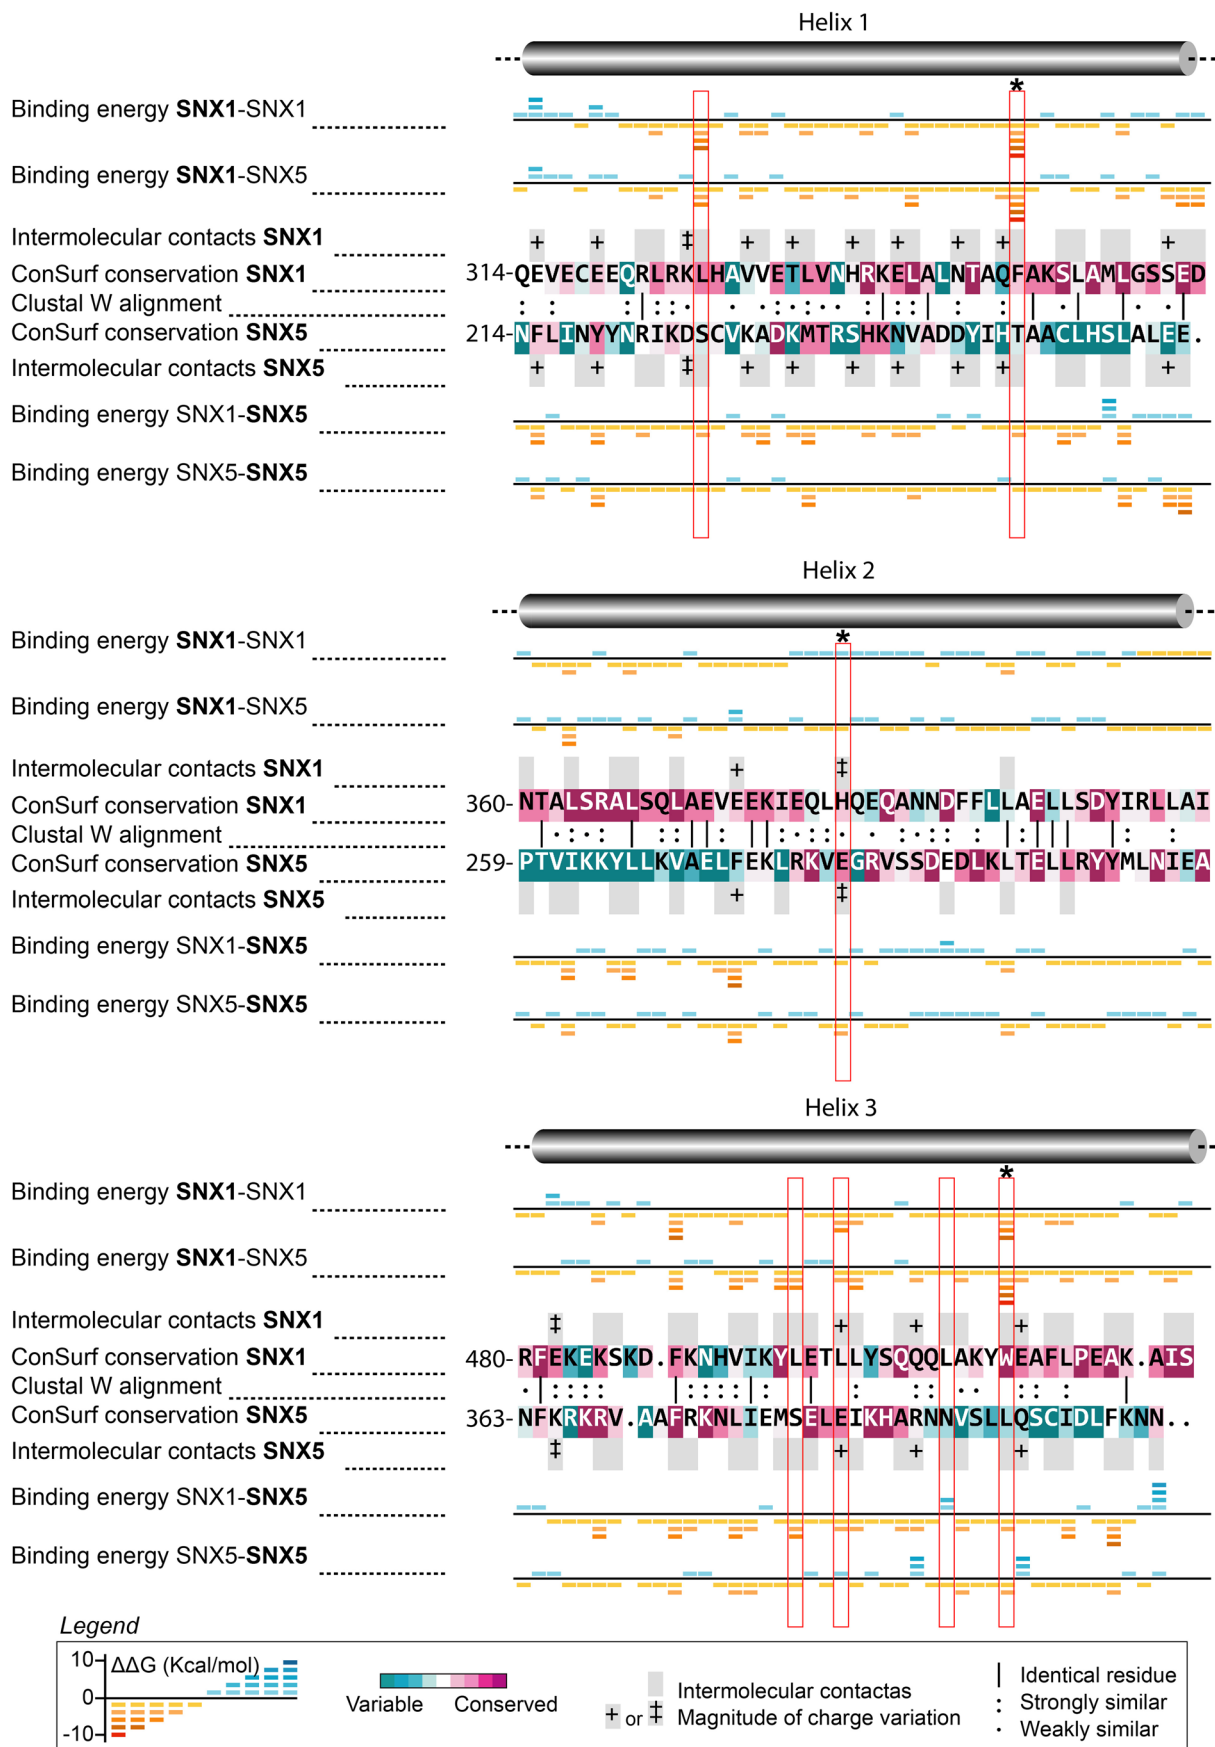 Helix 1
*
Binding energy SNX1-SNX1
Binding energy SNX1-SNX5
Intermolecular contacts SNX1 + + ‡ + + + + + + +
ConSurf conservation SNX1 314-QEVECEEQRLRKLHAVVETLVNHRKELALNTAQFAKSLAMLGSSED
Clustal W alignment
ConSurf conservation SNX5 214-NFLINYYNRIKDSCVKADKMTRSHKNVADDYIHTAACLHSLALEE.
Intermolecular contacts SNX5 + + ‡ + + + + + + +
Binding energy SNX1-SNX5
Binding energy SNX5-SNX5
Helix 2
*
Binding energy SNX1-SNX1
Binding energy SNX1-SNX5
Intermolecular contacts SNX1 + ‡
ConSurf conservation SNX1 360-NTALSRALSQLAEVEEKIEQLHQEQANNDFFLLAELLSDYIRLLAI
Clustal W alignment
ConSurf conservation SNX5 259-PTVIKKYLLKVAELFEKLRKVEGRVSSDEDLKLTELLRYYMLNIEA
Intermolecular contacts SNX5 + ‡
Binding energy SNX1-SNX5
Binding energy SNX5-SNX5
Helix 3
*
Binding energy SNX1-SNX1
Binding energy SNX1-SNX5
Intermolecular contacts SNX1 ‡ + + +
ConSurf conservation SNX1 480-RFEKEKSKD.FKNHVIKYLETLLYSQQQLAKYWEAFLPEAK.AIS
Clustal W alignment
ConSurf conservation SNX5 363-NFKRKRV.AAFRKNLIEMSELEIKHARNNVSLLQSCIDLFKNN..
Intermolecular contacts SNX5 ‡ + + +
Binding energy SNX1-SNX5
Binding energy SNX5-SNX5
Legend
10
0
-10
ΔΔG (Kcal/mol)
Variable Conserved
Intermolecular contactas
+ or ‡ Magnitude of charge variation
| Identical residue
: Strongly similar
. Weakly similar